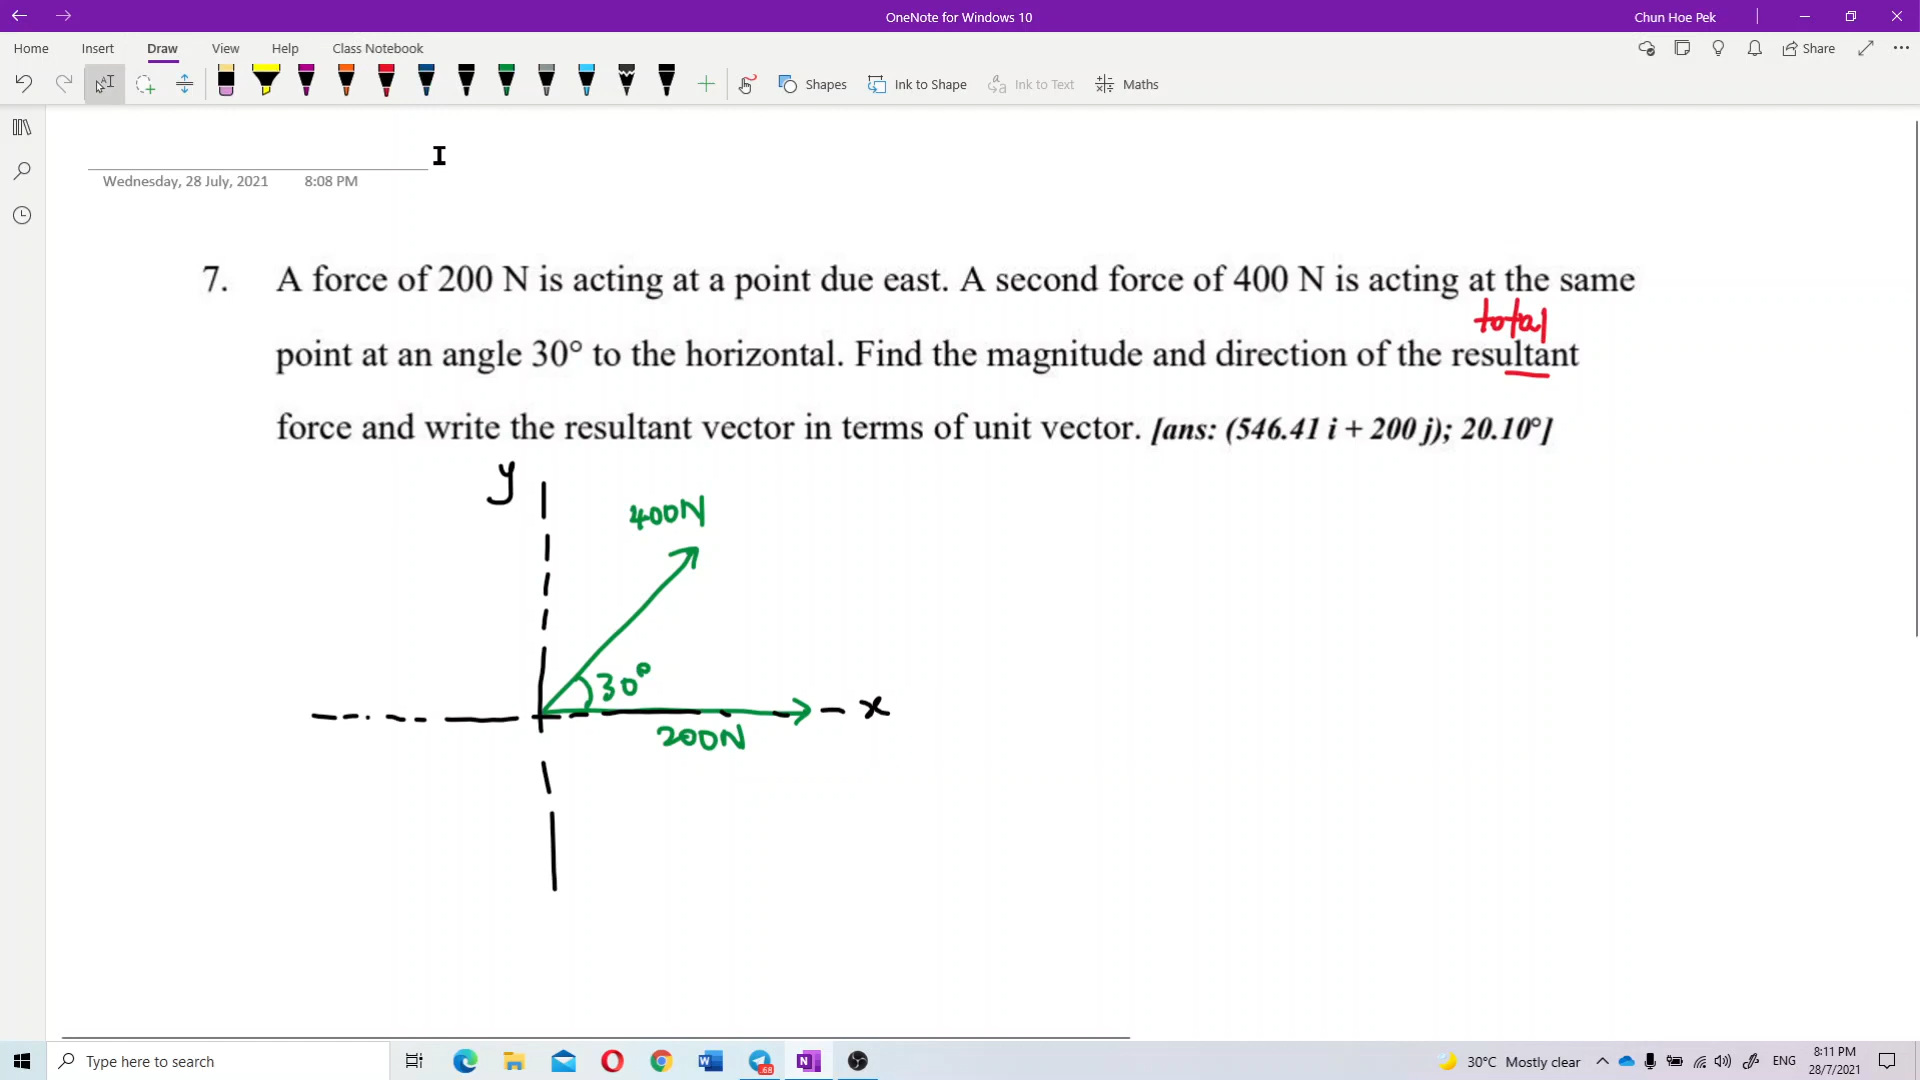 OneNote for Windows 10
Chun Hoe Pek
Home Insert Draw View Help Class Notebook
Share
Shapes Ink to Shape Ink to Text Maths
Wednesday, 28 July, 2021 8:08 PM
7. A force of 200 N is acting at a point due east. A second force of 400 N is acting at the same
total
point at an angle 30° to the horizontal. Find the magnitude and direction of the resultant
force and write the resultant vector in terms of unit vector. [ans: (546.41 i + 200 j); 20.10°]
y
400N
30°
x
200N
Type here to search
30°C Mostly clear
ENG
8:11 PM
28/7/2021